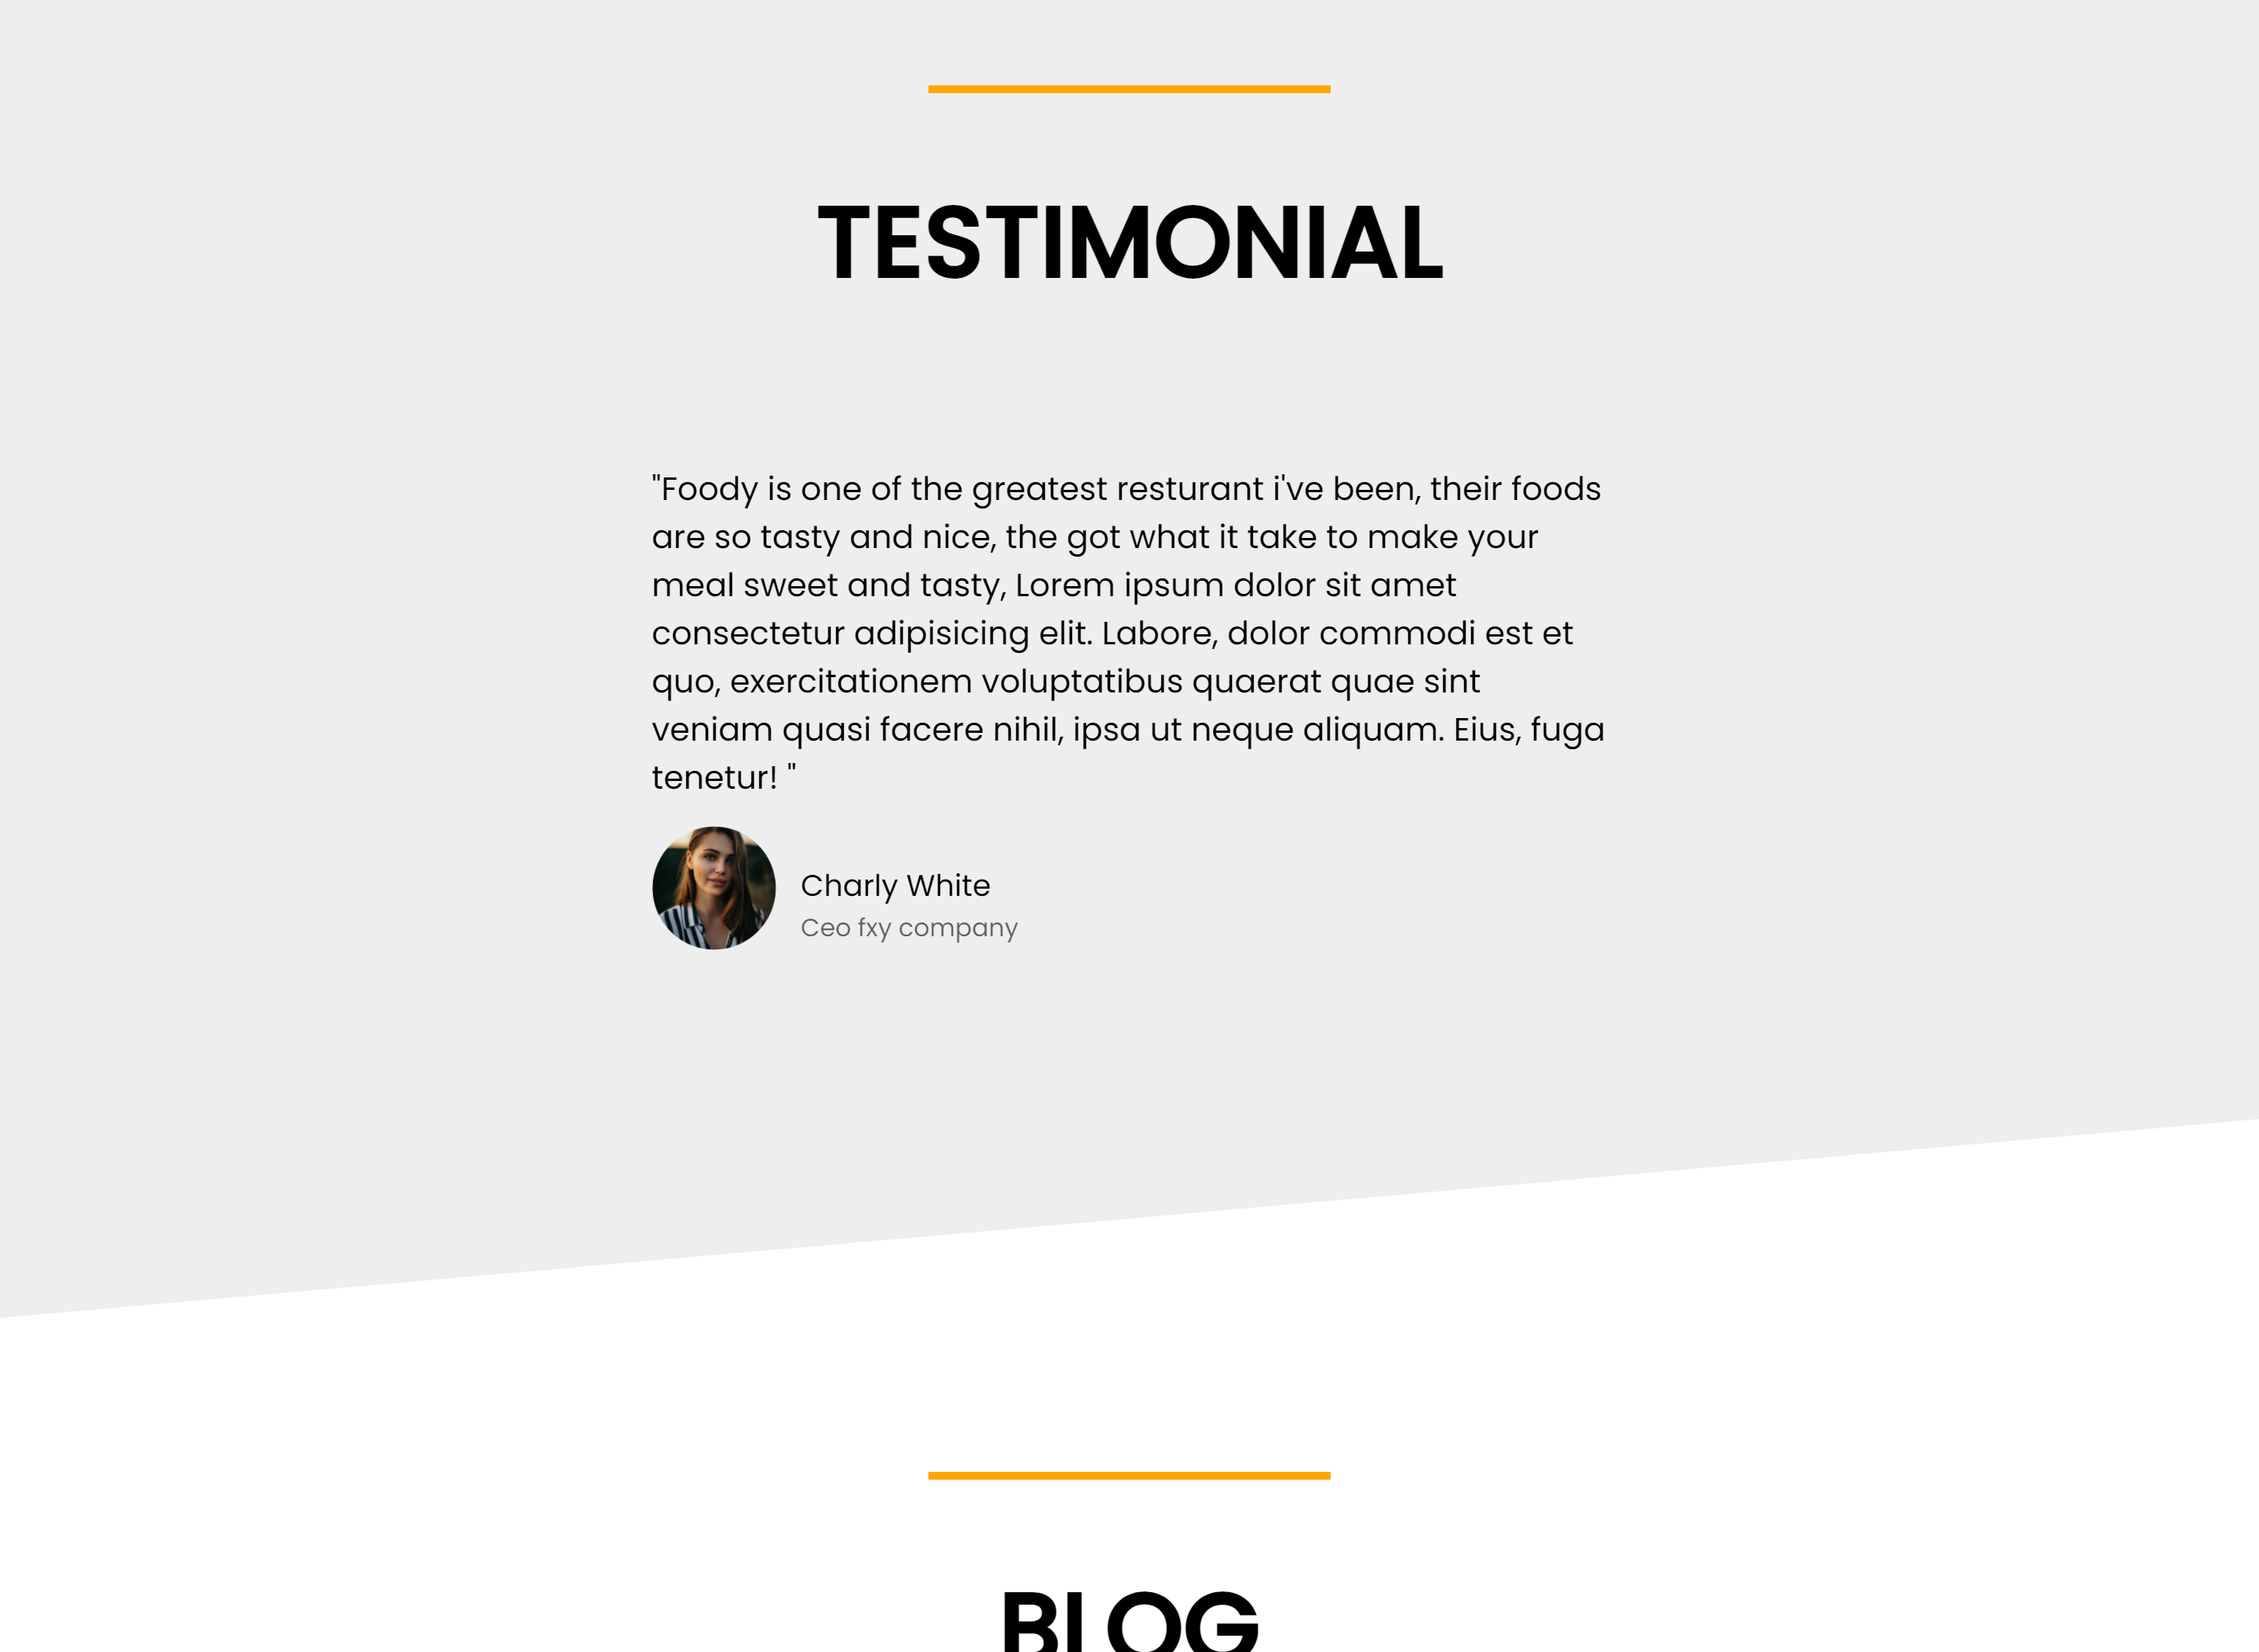 TESTIMONIAL
"Foody is one of the greatest resturant i've been, their foods
are so tasty and nice, the got what it take to make your
meal sweet and tasty, Lorem ipsum dolor sit amet
consectetur adipisicing elit. Labore, dolor commodi est et
quo, exercitationem voluptatibus quaerat quae sint
veniam quasi facere nihil, ipsa ut neque aliquam. Eius, fuga
tenetur! "
Charly White
Ceo fxy company
BLOG